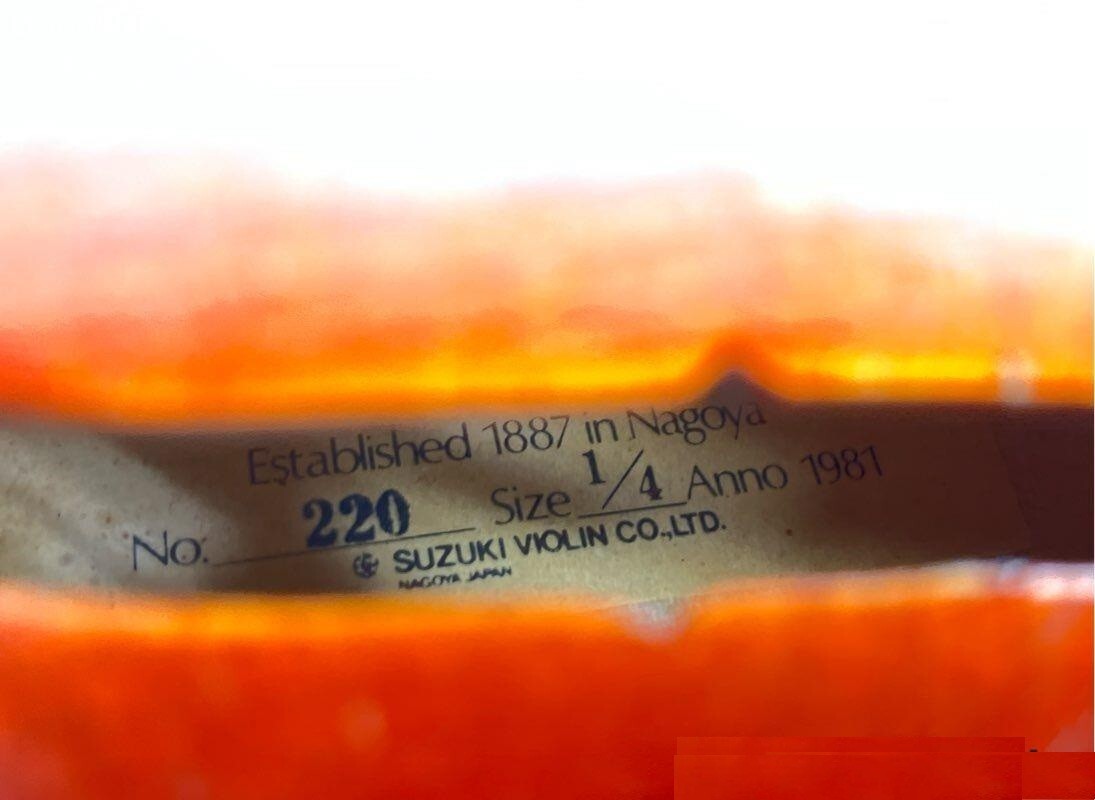 Established 1887 in Nagoya
No. 220 Size 1/4 Anno 1981
SUZUKI VIOLIN CO.,LTD.
NAGOYA JAPAN